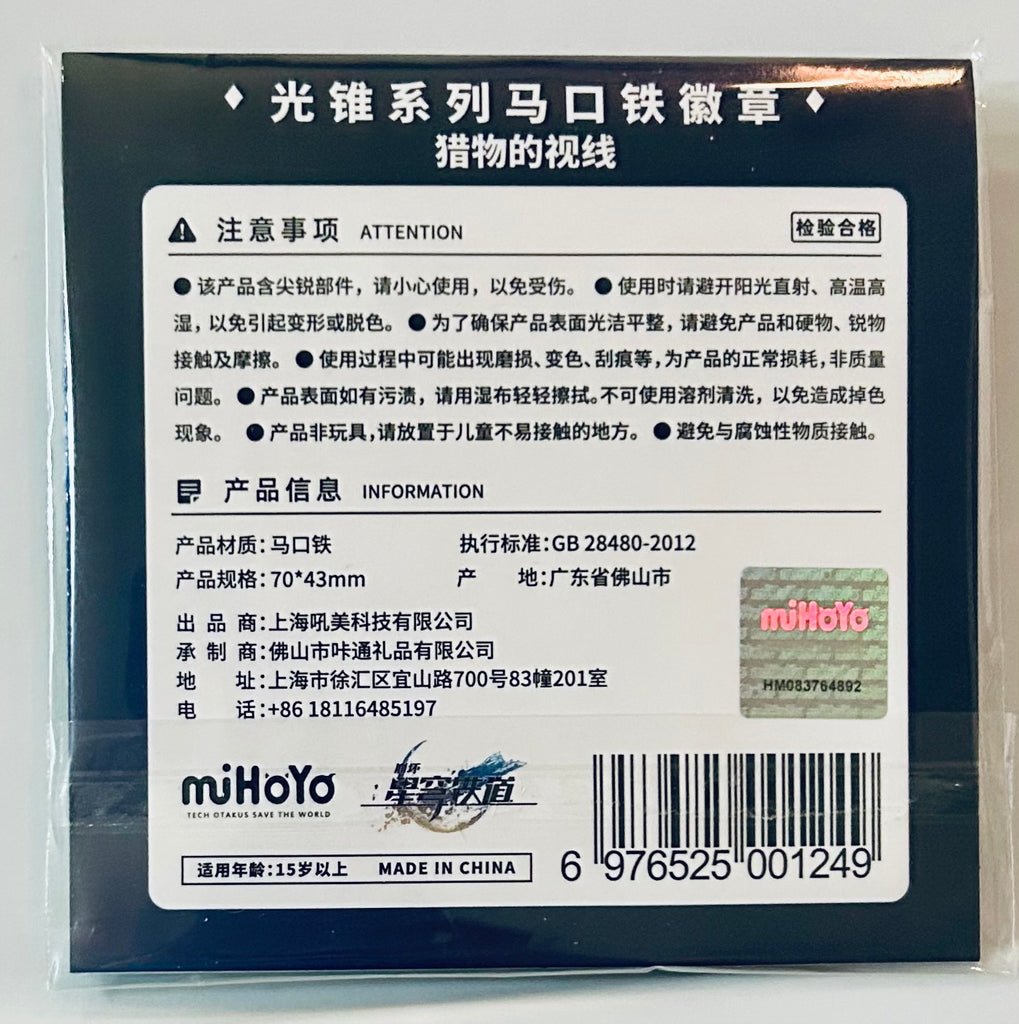 光锥系列马口铁徽章
猎物的视线
注意事项 ATTENTION 检验合格
●该产品含尖锐部件，请小心使用，以免受伤。 ●使用时请避开阳光直射、高温高
湿，以免引起变形或脱色。●为了确保产品表面光洁平整，请避免产品和硬物、锐物
接触及摩擦。 ●使用过程中可能出现磨损、变色、刮痕等，为产品的正常损耗，非质量
问题。 ●产品表面如有污渍，请用湿布轻轻擦拭。不可使用溶剂清洗，以免造成掉色
现象。 ●产品非玩具，请放置于儿童不易接触的地方。 ●避免与腐蚀性物质接触。
产品信息 INFORMATION
产品材质：马口铁 执行标准：GB 28480-2012
产品规格：70*43mm 产 地：广东省佛山市
出品商：上海吼美科技有限公司
承制商：佛山市咔通礼品有限公司
地 址：上海市徐汇区宜山路700号83幢201室
电 话：+86 18116485197
miHoYo
HM083764892
miHoYo
TECH OTAKUS SAVE THE WORLD
崩坏
星穹铁道
适用年龄：15岁以上 MADE IN CHINA
6 976525 001249